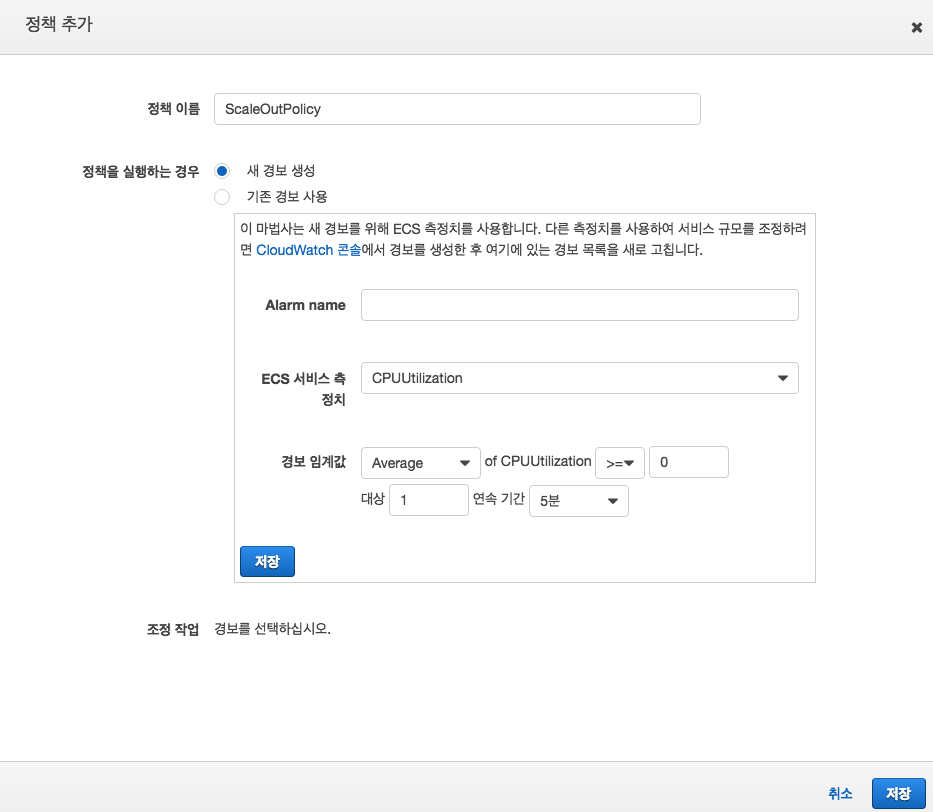 정책 추가
정책 이름 ScaleOutPolicy
정책을 실행하는 경우 새 경보 생성
기존 경보 사용
이 마법사는 새 경보를 위해 ECS 측정치를 사용합니다. 다른 측정치를 사용하여 서비스 규모를 조정하려
면 CloudWatch 콘솔에서 경보를 생성한 후 여기에 있는 경보 목록을 새로 고칩니다.
Alarm name
ECS 서비스 측 CPUUtilization
정치
경보 임계값 Average of CPUUtilization >= 0
대상 1 연속 기간 5분
저장
조정 작업 경보를 선택하십시오.
취소 저장